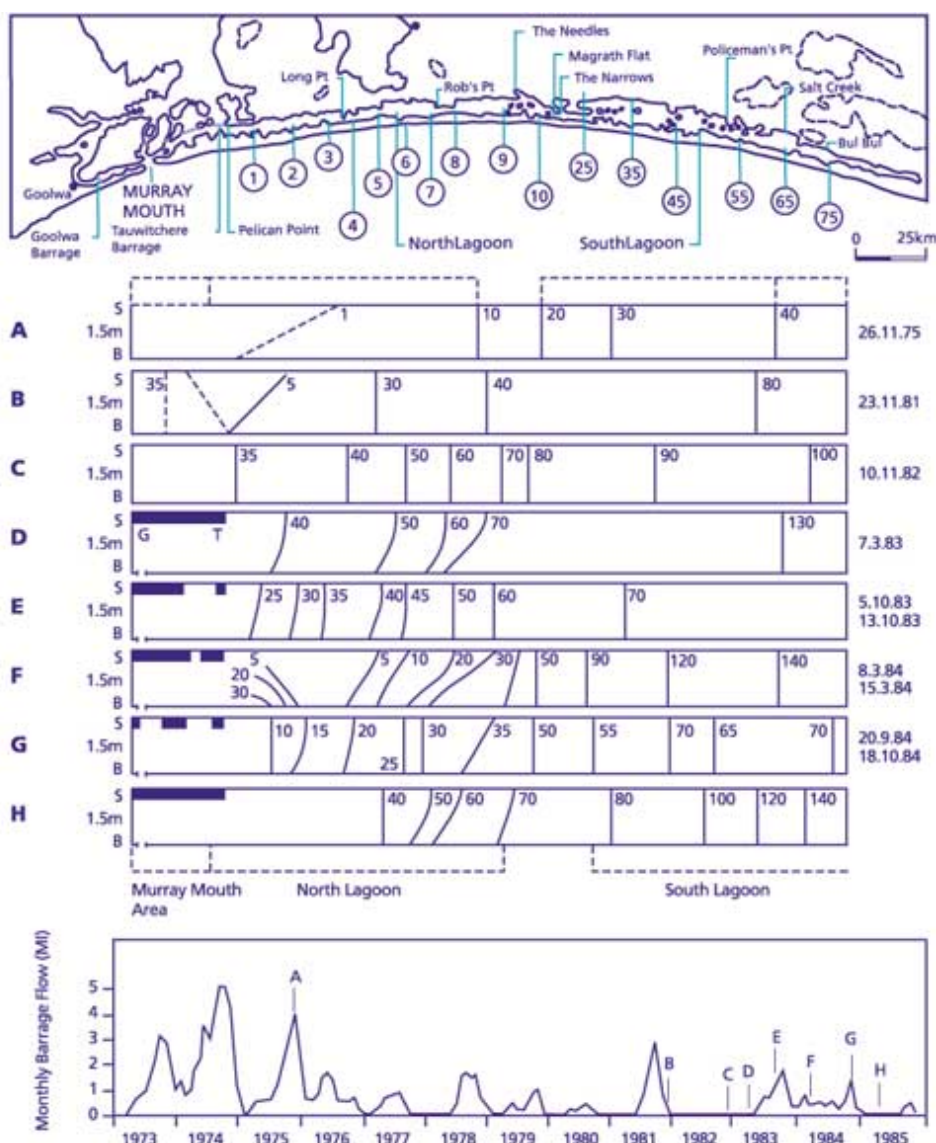 The Needles
Magrath Flat
The Narrows
Policeman's Pt
Long Pt
Rob's Pt
Salt Creek
Bul Bul
Goolwa
MURRAY MOUTH
Goolwa Barrage
Tauwitchere Barrage
Pelican Point
1 2 3 4 5 6 7 8 9 10 25 35 45 55 65 75
NorthLagoon
SouthLagoon
0 25km
A S 1.5m B 1 10 20 30 40 26.11.75
B S 1.5m B 35 5 30 40 80 23.11.81
C S 1.5m B 35 40 50 60 70 80 90 100 10.11.82
D S 1.5m B G T 40 50 60 70 130 7.3.83
E S 1.5m B 25 30 35 40 45 50 60 70 5.10.83 13.10.83
F S 1.5m B 5 20 30 5 10 20 30 50 90 120 140 8.3.84 15.3.84
G S 1.5m B 10 15 20 25 30 35 50 55 70 65 70 20.9.84 18.10.84
H S 1.5m B 40 50 60 70 80 100 120 140
Murray Mouth Area
North Lagoon
South Lagoon
Monthly Barrage Flow (Ml)
5
4
3
2
1
0
A B C D E F G H
1973 1974 1975 1976 1977 1978 1979 1980 1981 1982 1983 1984 1985